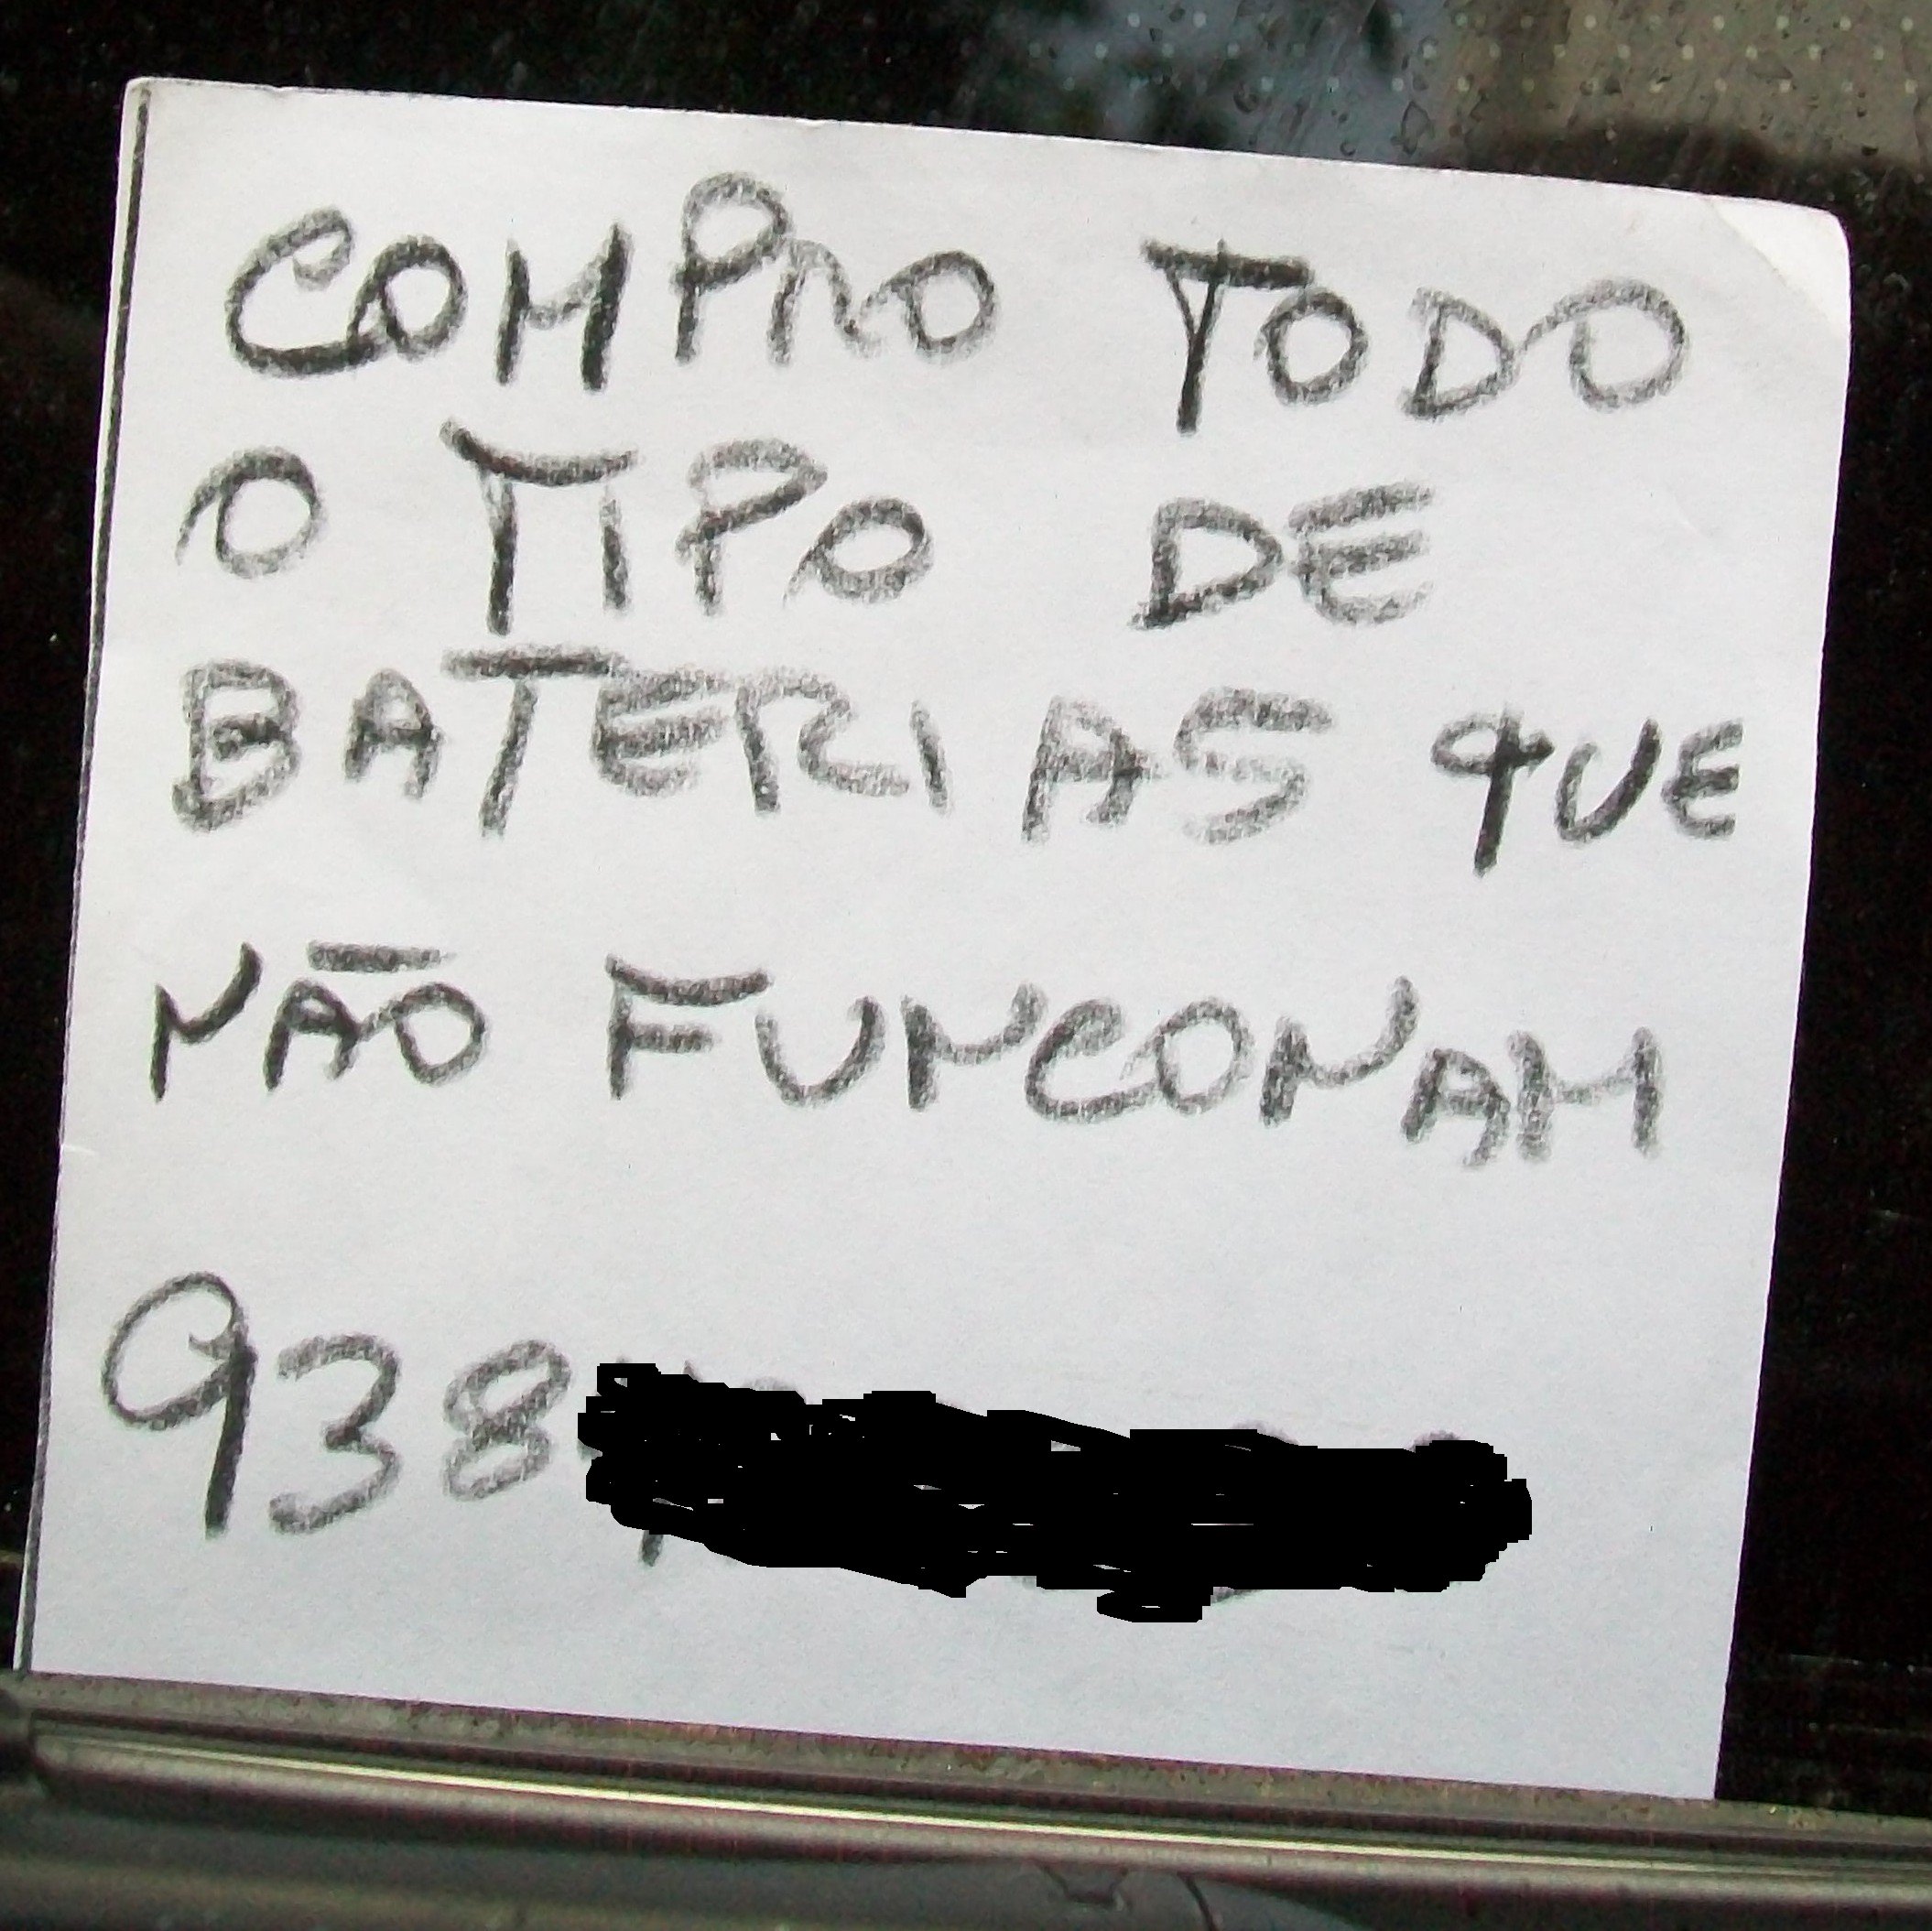 COMPRO TODO
O TIPO DE
BATERIAS QUE
NÃO FUNCONAM
938